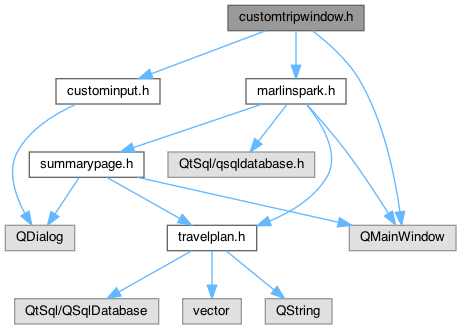 customtripwindow.h
custominput.h
marlinspark.h
summarypage.h
QtSql/qsqldatabase.h
QDialog
travelplan.h
QMainWindow
QtSql/QSqlDatabase
vector
QString